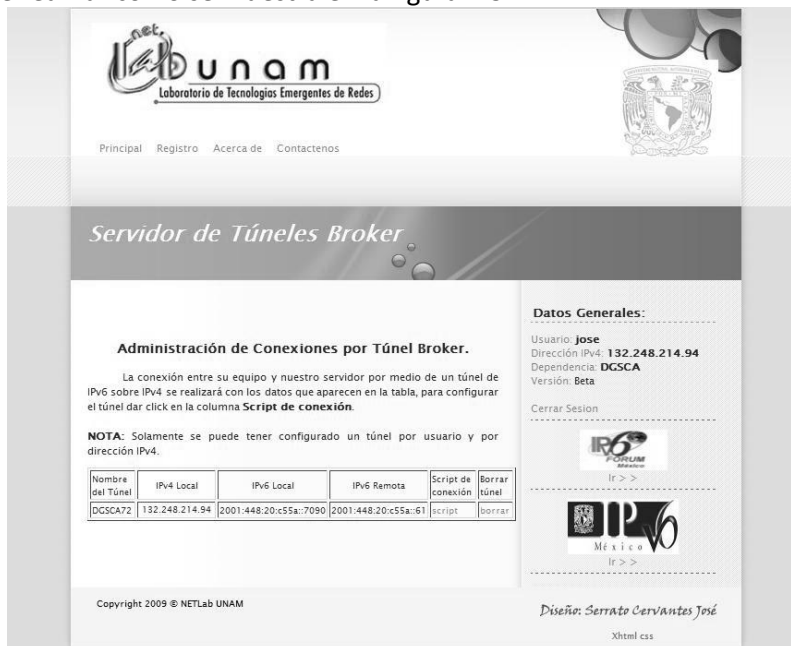 net.
Lab unam
Laboratorio de Tecnologías Emergentes de Redes
Principal Registro Acerca de Contactenos
Servidor de Túneles Broker
Administración de Conexiones por Túnel Broker.
La conexión entre su equipo y nuestro servidor por medio de un túnel de
IPv6 sobre IPv4 se realizará con los datos que aparecen en la tabla, para configurar
el túnel dar click en la columna Script de conexión.
NOTA: Solamente se puede tener configurado un túnel por usuario y por
dirección IPv4.
Nombre del Túnel IPv4 Local IPv6 Local IPv6 Remota Script de conexión Borrar túnel
DGSCA72 132.248.214.94 2001:448:20:c55a::7090 2001:448:20:c55a::61 script borrar
Datos Generales:
Usuario: jose
Dirección IPv4: 132.248.214.94
Dependencia: DGSCA
Versión: Beta
Cerrar Sesion
IPv6
FORUM
México
Ir > >
IPv6
México
Ir > >
Copyright 2009 © NETLab UNAM
Diseño: Serrato Cervantes José
Xhtml css